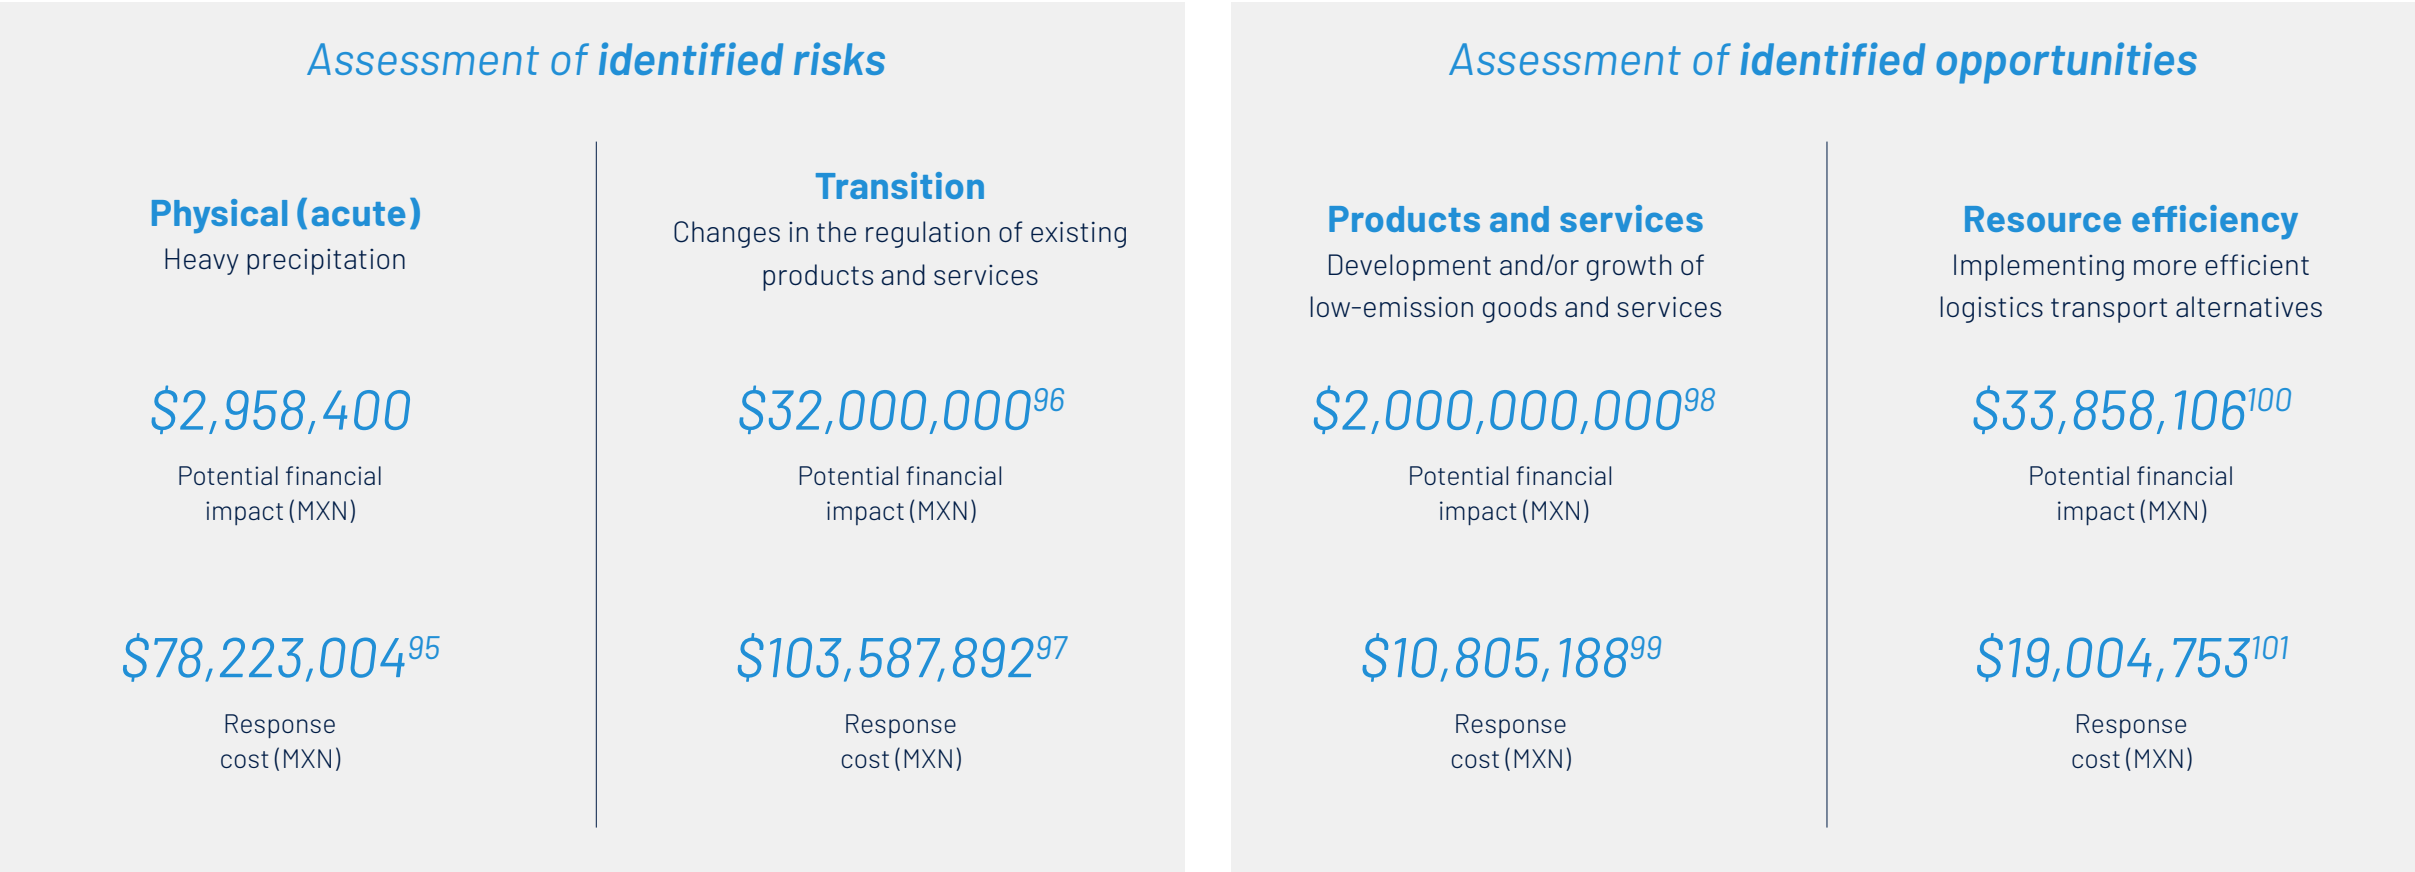 Assessment of identified risks
Physical (acute)
Heavy precipitation
$2,958,400
Potential financial
impact (MXN)
$78,223,004⁹⁵
Response
cost (MXN)
Transition
Changes in the regulation of existing
products and services
$32,000,000⁹⁶
Potential financial
impact (MXN)
$103,587,892⁹⁷
Response
cost (MXN)
Assessment of identified opportunities
Products and services
Development and/or growth of
low-emission goods and services
$2,000,000,000⁹⁸
Potential financial
impact (MXN)
$10,805,188⁹⁹
Response
cost (MXN)
Resource efficiency
Implementing more efficient
logistics transport alternatives
$33,858,106¹⁰⁰
Potential financial
impact (MXN)
$19,004,753¹⁰¹
Response
cost (MXN)